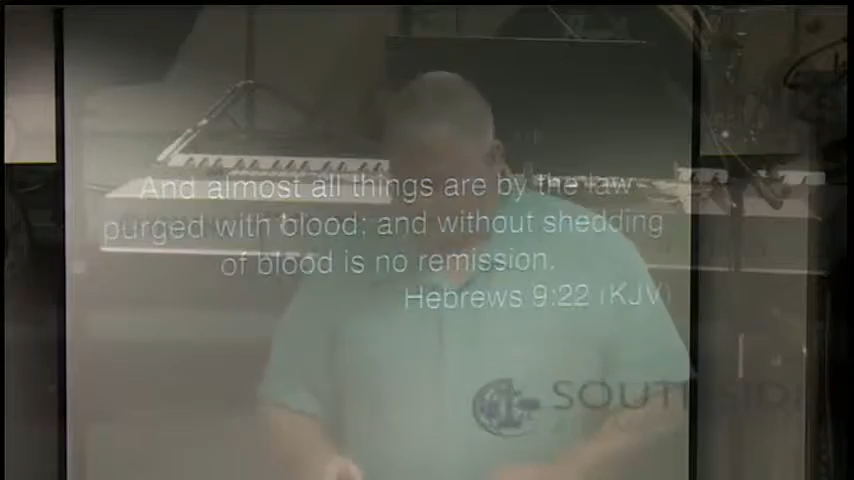 And almost all things are by the law
purged with blood; and without shedding
of blood is no remission.
Hebrews 9:22 (KJV)
SOUTHSIDE